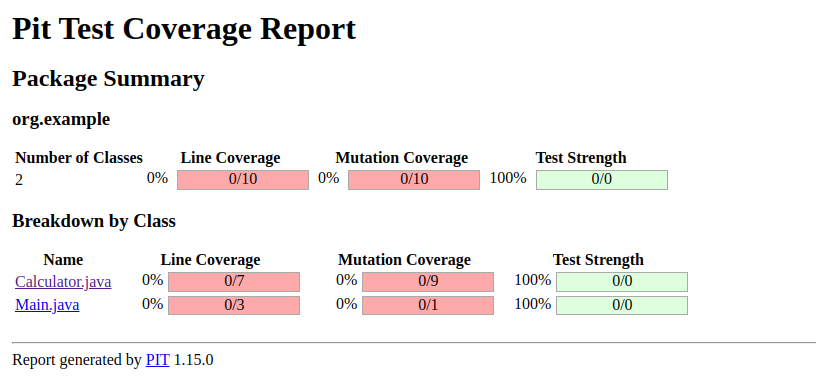 Pit Test Coverage Report
Package Summary
org.example
Number of Classes Line Coverage Mutation Coverage Test Strength
2 0% 0/10 0% 0/10 100% 0/0
Breakdown by Class
Name Line Coverage Mutation Coverage Test Strength
Calculator.java 0% 0/7 0% 0/9 100% 0/0
Main.java 0% 0/3 0% 0/1 100% 0/0
Report generated by PIT 1.15.0